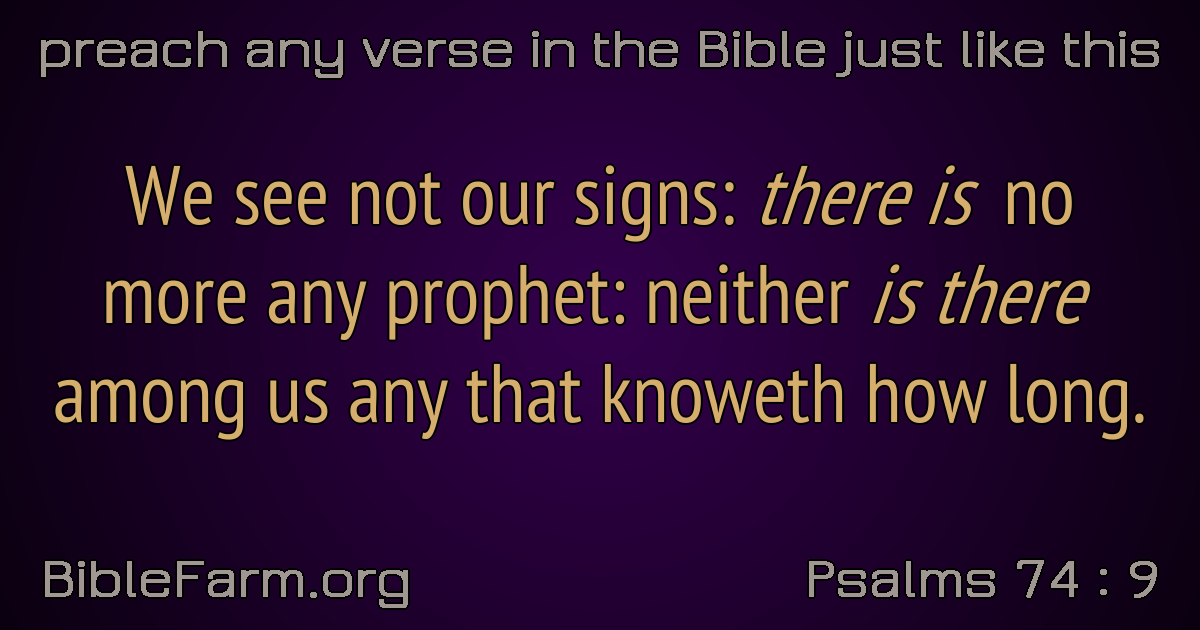 preach any verse in the Bible just like this
We see not our signs: there is no
more any prophet: neither is there
among us any that knoweth how long.
BibleFarm.org
Psalms 74 : 9